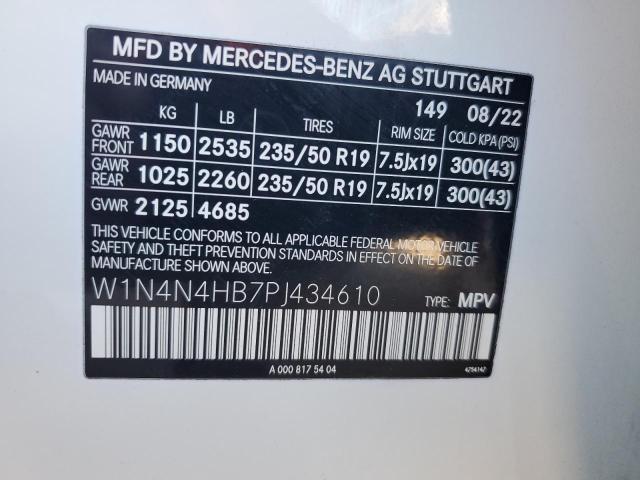 MFD BY MERCEDES-BENZ AG STUTTGART
MADE IN GERMANY 149 08/22
KG LB TIRES RIM SIZE COLD KPA (PSI)
GAWR FRONT 1150 2535 235/50 R19 7.5Jx19 300(43)
GAWR REAR 1025 2260 235/50 R19 7.5Jx19 300(43)
GVWR 2125 4685
THIS VEHICLE CONFORMS TO ALL APPLICABLE FEDERAL MOTOR VEHICLE
SAFETY AND THEFT PREVENTION STANDARDS IN EFFECT ON THE DATE OF
MANUFACTURE SHOWN ABOVE.
W1N4N4HB7PJ434610 TYPE: MPV
A 000 817 54 04 4254147